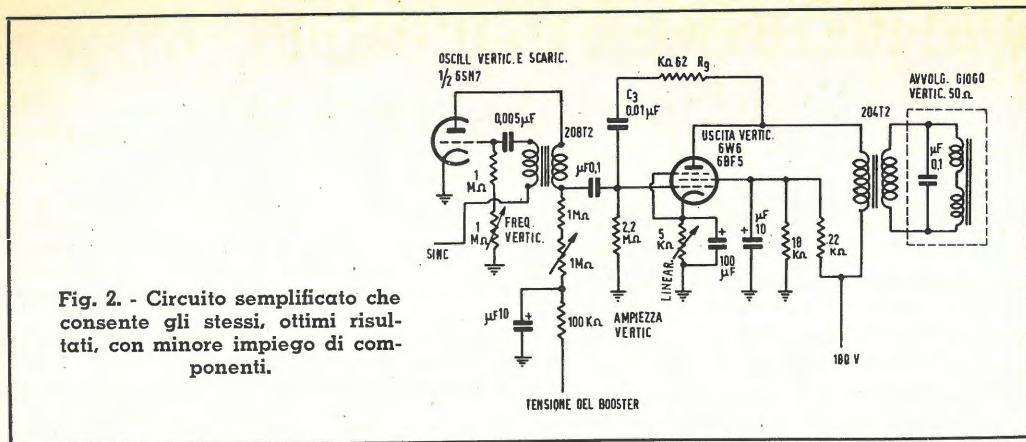 OSCILL VERTIC. E SCARIC.
1/2 6SN7
0,005µF
208T2
1
MΩ
1
MΩ
FREQ.
VERTIC.
SINC
1MΩ
1MΩ
µF10
100 KΩ
TENSIONE DEL BOOSTER
µF0,1
KΩ 62 R9
C3
0,01µF
2,2
MΩ
USCITA VERTIC.
6W6
6BF5
5
KΩ
LINEAR.
100
µF
AMPIEZZA
VERTIC
µF
10
18
KΩ
22
KΩ
180 V
204T2
AVVOLG. GIOGO
VERTIC. 50Ω
µF
0,1
Fig. 2. - Circuito semplificato che
consente gli stessi, ottimi risul-
tati, con minore impiego di com-
ponenti.